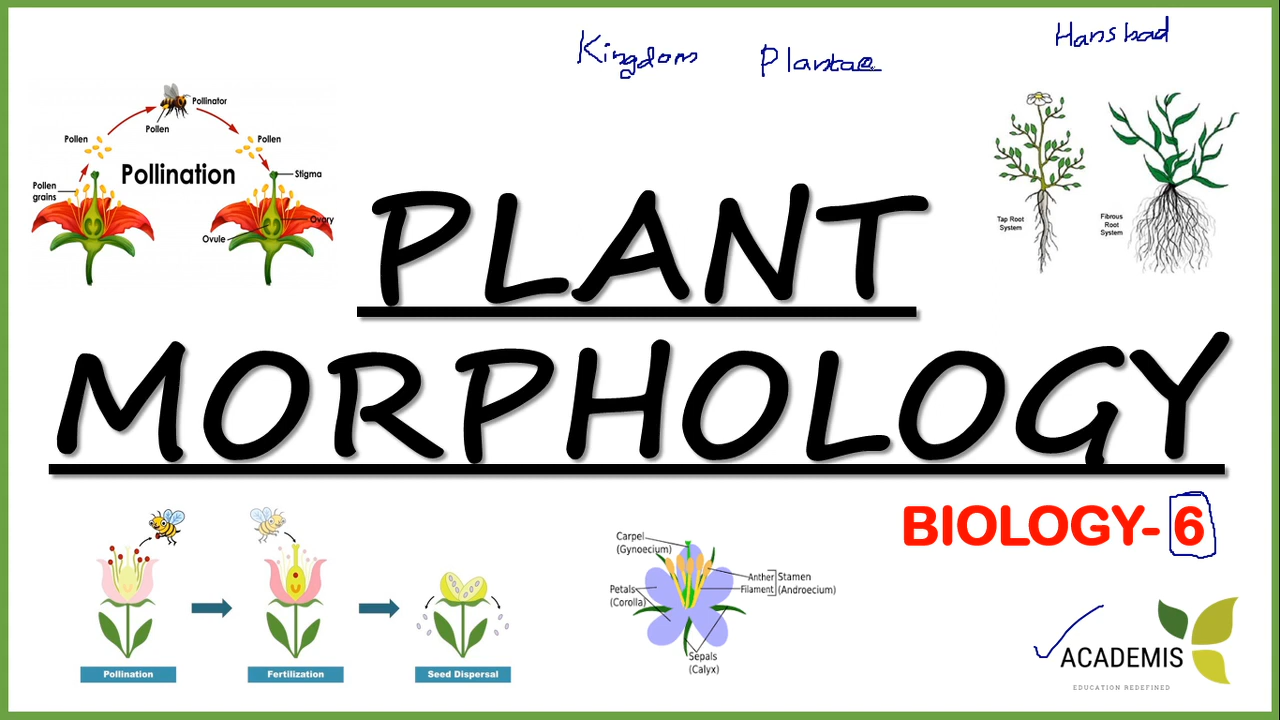 Kingdom Plantae
Hansbad
Pollinator
Pollen
Pollen
Pollen
Pollination
Pollen
grains
Stigma
Ovary
Ovule
Tap Root
System
Fibrous
Root
System
PLANT
MORPHOLOGY
BIOLOGY- 6
Carpel
(Gynoecium)
Petals
(Corolla)
Anther
Filament
Stamen
(Androecium)
Sepals
(Calyx)
Pollination
Fertilization
Seed Dispersal
ACADEMIS
EDUCATION REDEFINED